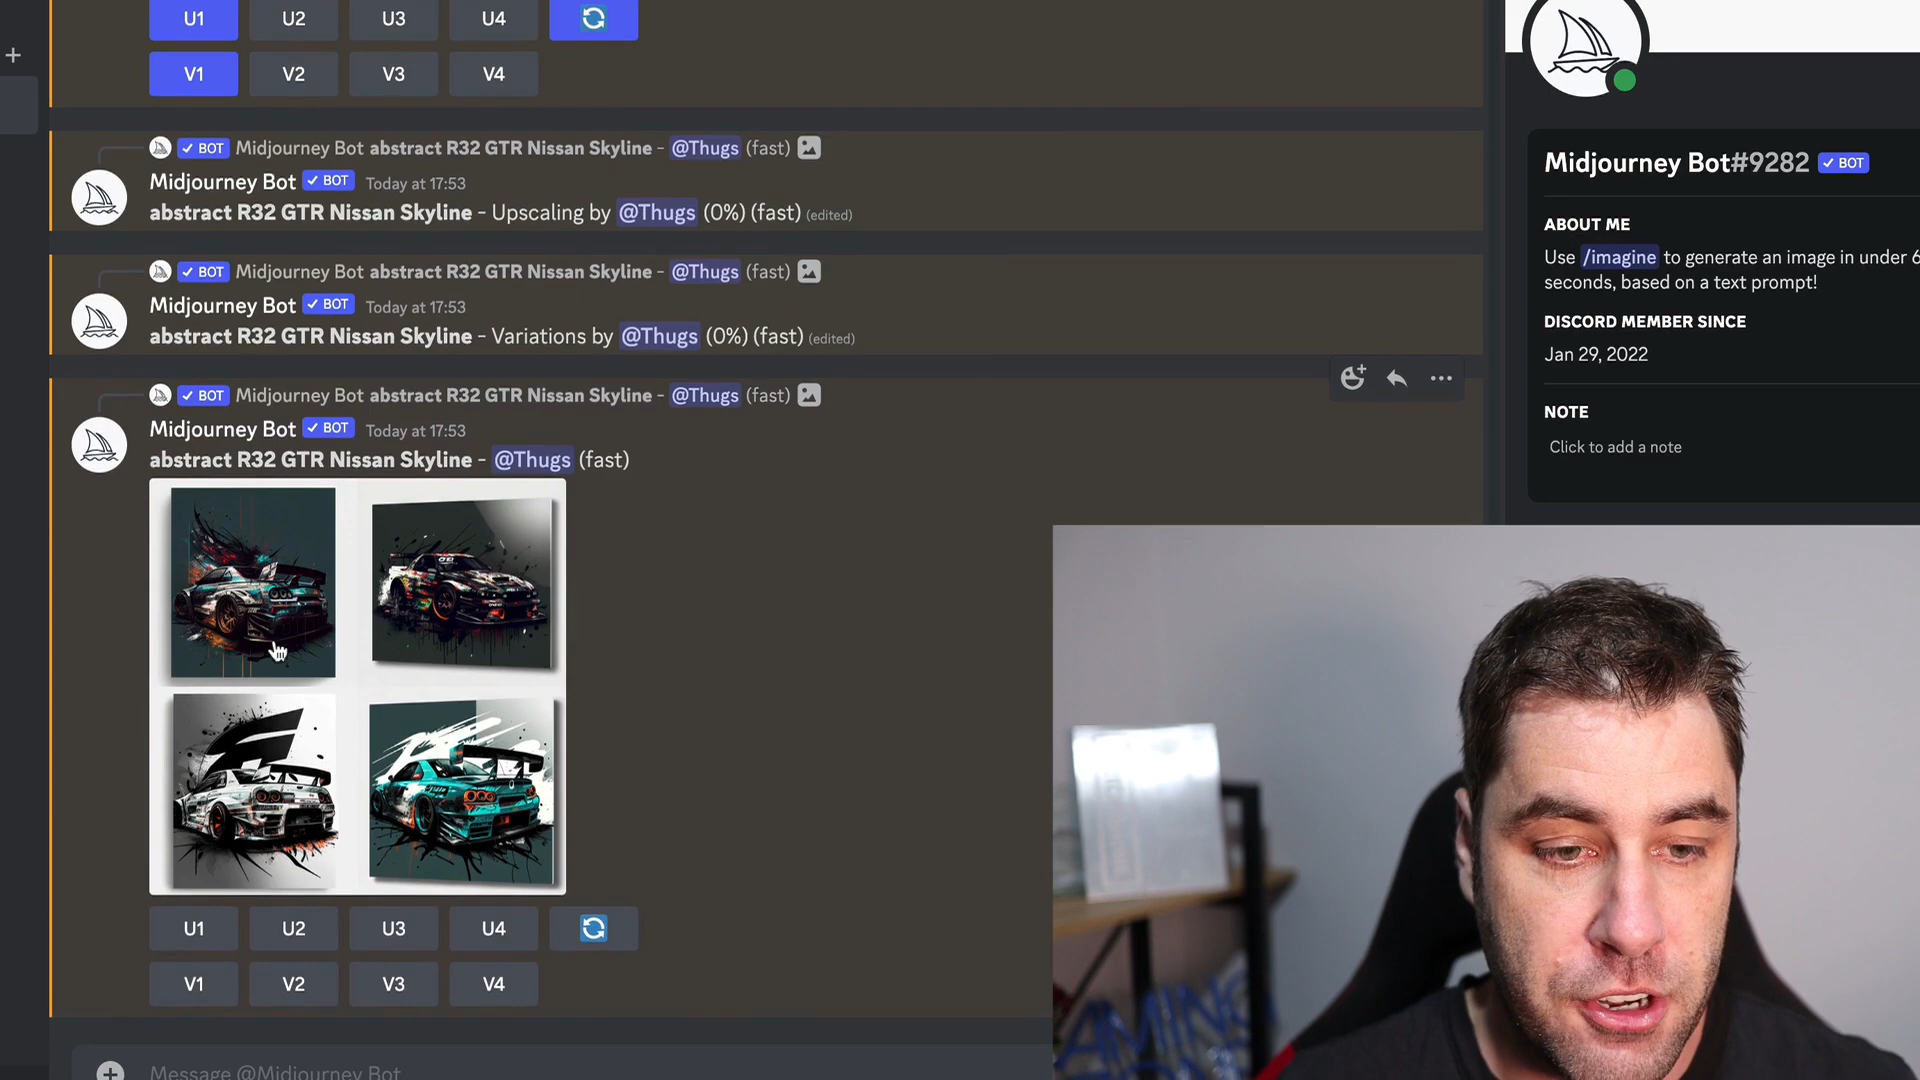 U1 U2 U3 U4
V1 V2 V3 V4
BOT Midjourney Bot abstract R32 GTR Nissan Skyline - @Thugs (fast)
Midjourney Bot BOT Today at 17:53
abstract R32 GTR Nissan Skyline - Upscaling by @Thugs (0%) (fast) (edited)
BOT Midjourney Bot abstract R32 GTR Nissan Skyline - @Thugs (fast)
Midjourney Bot BOT Today at 17:53
abstract R32 GTR Nissan Skyline - Variations by @Thugs (0%) (fast) (edited)
BOT Midjourney Bot abstract R32 GTR Nissan Skyline - @Thugs (fast)
Midjourney Bot BOT Today at 17:53
abstract R32 GTR Nissan Skyline - @Thugs (fast)
U1 U2 U3 U4
V1 V2 V3 V4
Message @Midjourney Bot
Midjourney Bot#9282 BOT
ABOUT ME
Use /imagine to generate an image in under 6
seconds, based on a text prompt!
DISCORD MEMBER SINCE
Jan 29, 2022
NOTE
Click to add a note